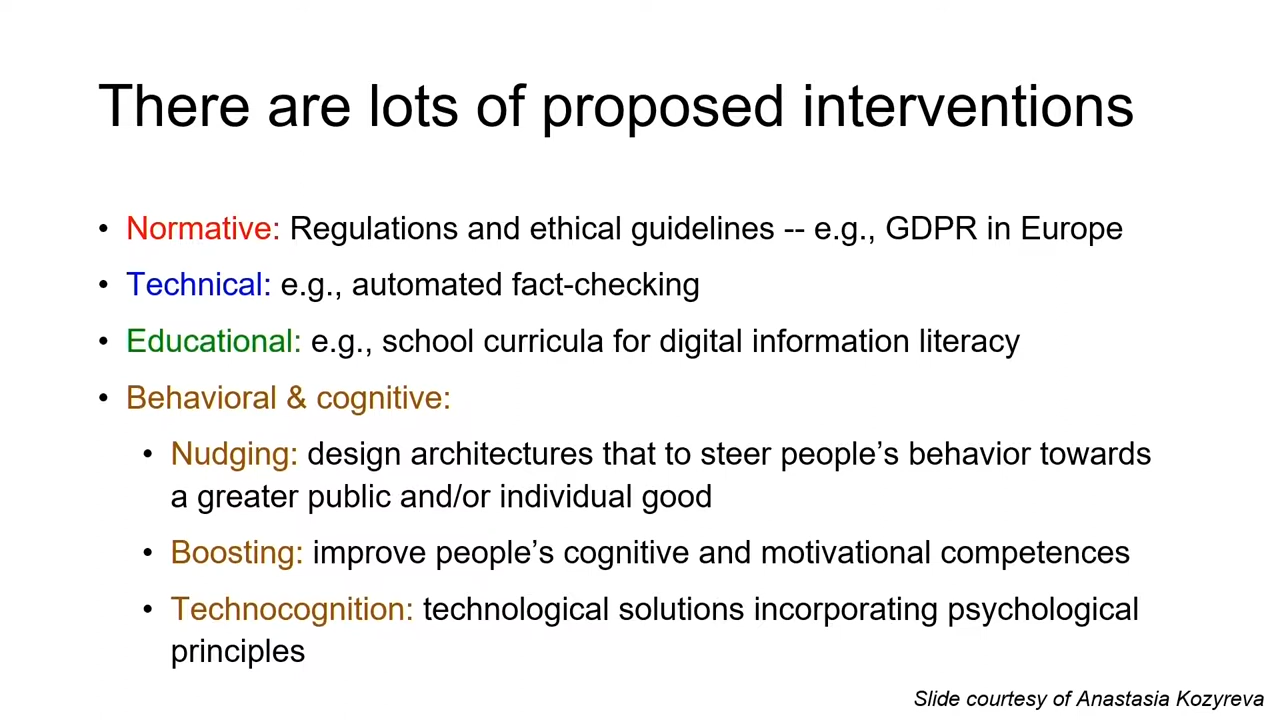 There are lots of proposed interventions
• Normative: Regulations and ethical guidelines -- e.g., GDPR in Europe
• Technical: e.g., automated fact-checking
• Educational: e.g., school curricula for digital information literacy
• Behavioral & cognitive:
• Nudging: design architectures that to steer people’s behavior towards
a greater public and/or individual good
• Boosting: improve people’s cognitive and motivational competences
• Technocognition: technological solutions incorporating psychological
principles
Slide courtesy of Anastasia Kozyreva